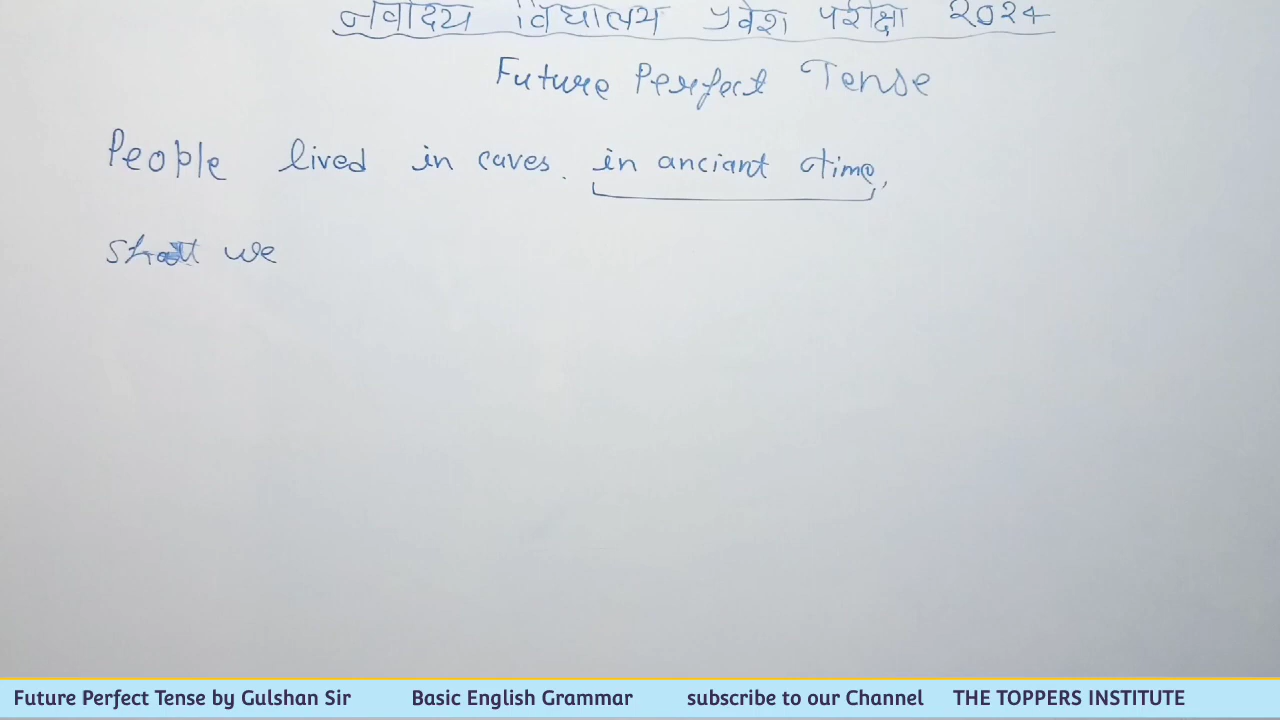 नवोदय विद्यालय प्रवेश परीक्षा २०२४
Future Perfect Tense
People lived in caves. in anciant time,
we
Future Perfect Tense by Gulshan Sir Basic English Grammar subscribe to our Channel THE TOPPERS INSTITUTE